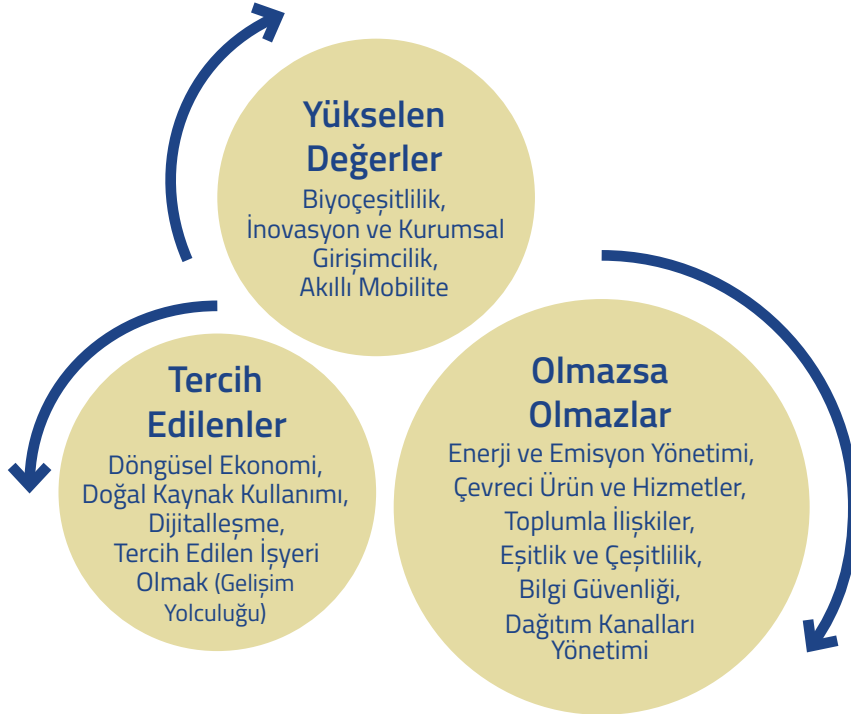 Yükselen
Değerler
Biyoçeşitlilik,
İnovasyon ve Kurumsal
Girişimcilik,
Akıllı Mobilite
Tercih
Edilenler
Döngüsel Ekonomi,
Doğal Kaynak Kullanımı,
Dijitalleşme,
Tercih Edilen İşyeri
Olmak (Gelişim
Yolculuğu)
Olmazsa
Olmazlar
Enerji ve Emisyon Yönetimi,
Çevreci Ürün ve Hizmetler,
Toplumla İlişkiler,
Eşitlik ve Çeşitlilik,
Bilgi Güvenliği,
Dağıtım Kanalları
Yönetimi